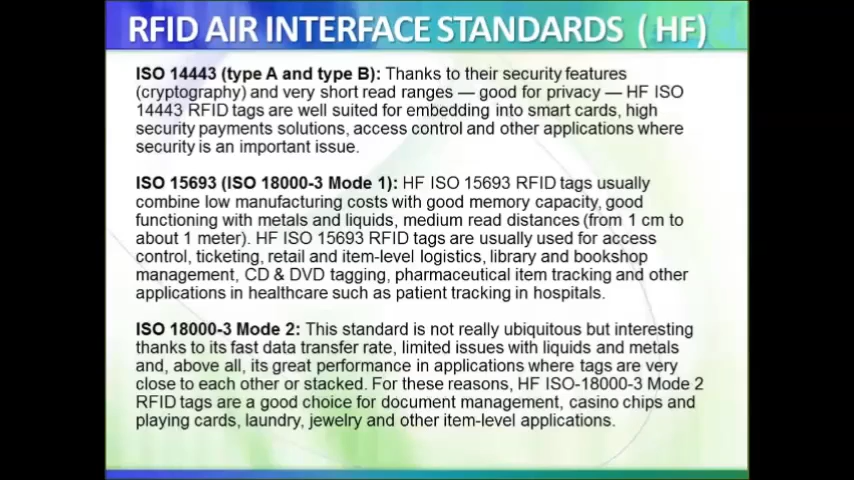 RFID AIR INTERFACE STANDARDS ( HF)
ISO 14443 (type A and type B): Thanks to their security features
(cryptography) and very short read ranges — good for privacy — HF ISO
14443 RFID tags are well suited for embedding into smart cards, high
security payments solutions, access control and other applications where
security is an important issue.
ISO 15693 (ISO 18000-3 Mode 1): HF ISO 15693 RFID tags usually
combine low manufacturing costs with good memory capacity, good
functioning with metals and liquids, medium read distances (from 1 cm to
about 1 meter). HF ISO 15693 RFID tags are usually used for access
control, ticketing, retail and item-level logistics, library and bookshop
management, CD & DVD tagging, pharmaceutical item tracking and other
applications in healthcare such as patient tracking in hospitals.
ISO 18000-3 Mode 2: This standard is not really ubiquitous but interesting
thanks to its fast data transfer rate, limited issues with liquids and metals
and, above all, its great performance in applications where tags are very
close to each other or stacked. For these reasons, HF ISO-18000-3 Mode 2
RFID tags are a good choice for document management, casino chips and
playing cards, laundry, jewelry and other item-level applications.